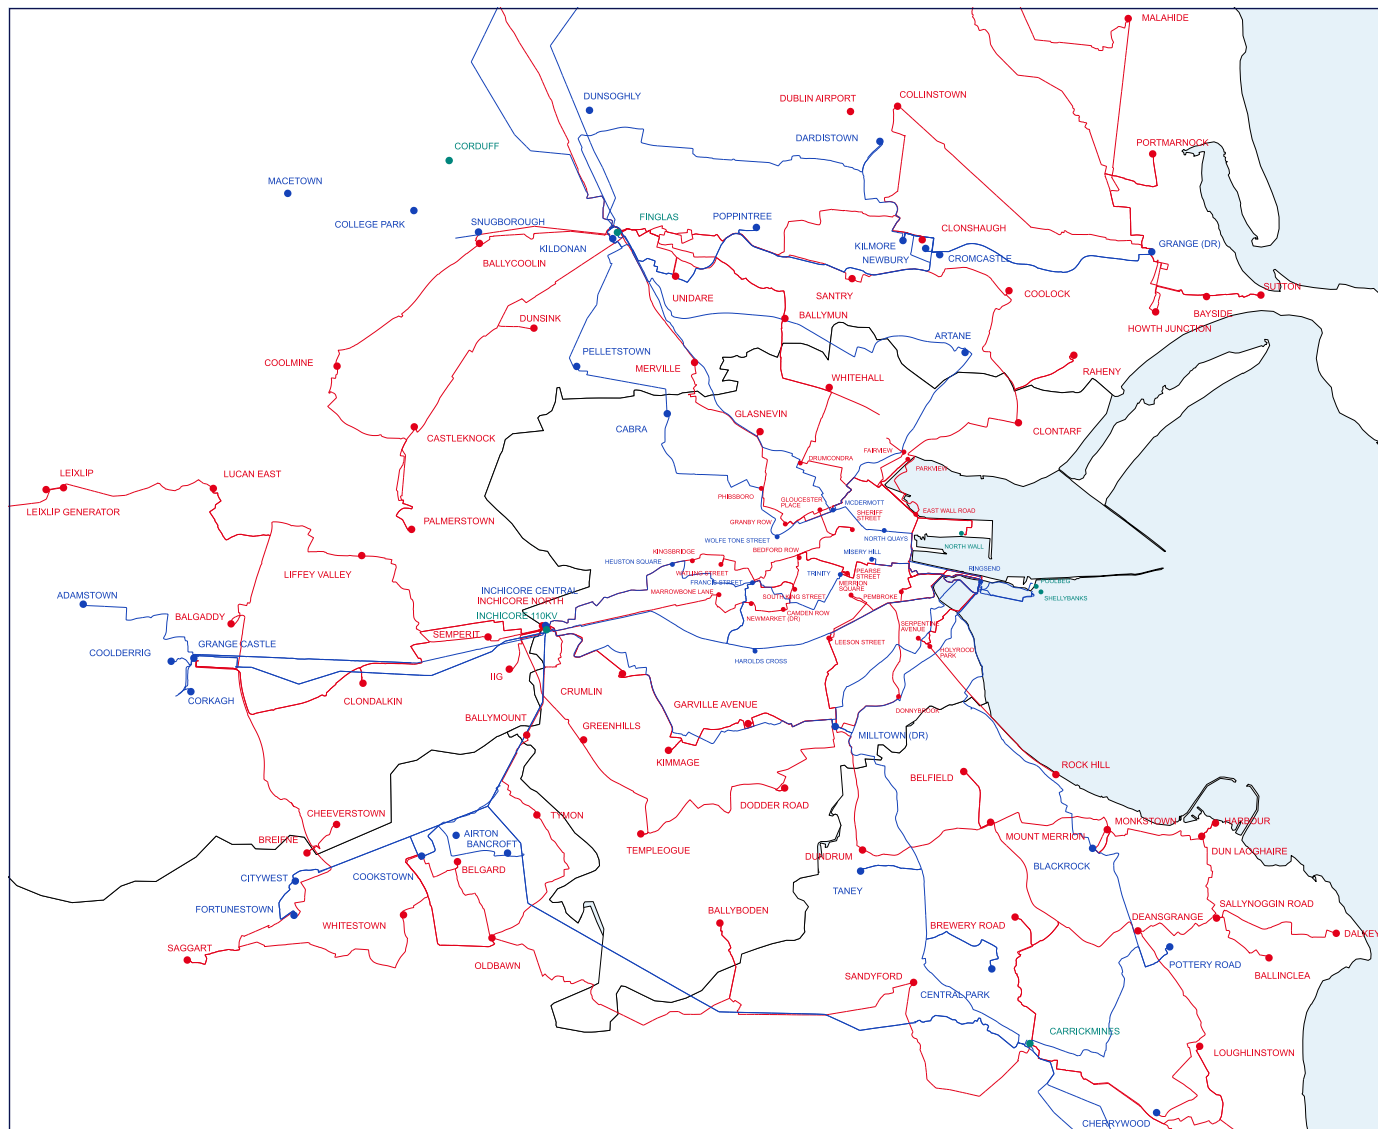 MALAHIDE
DUNSOGHLY
DUBLIN AIRPORT
COLLINSTOWN
DARDISTOWN
PORTMARNOCK
CORDUFF
MACETOWN
COLLEGE PARK
SNUGBOROUGH
FINGLAS
POPPINTREE
KILDONAN
KILMORE
CLONSHAUGH
NEWBURY
CROMCASTLE
GRANGE (DR)
BALLYCOOLIN
UNIDARE
SANTRY
COOLOCK
SUTTON
BAYSIDE
HOWTH JUNCTION
DUNSINK
BALLYMUN
ARTANE
COOLMINE
PELLETSTOWN
MERVILLE
WHITEHALL
RAHENY
CABRA
GLASNEVIN
CLONTARF
CASTLEKNOCK
FAIRVIEW
DRUMCONDRA
PARKVIEW
LEIXLIP
LUCAN EAST
LEIXLIP GENERATOR
PHIBSBORO
GLOUCESTER
PLACE
MCDERMOTT
SHERIFF
STREET
EAST WALL ROAD
PALMERSTOWN
GRANBY ROW
WOLFE TONE STREET
NORTH QUAYS
NORTH WALL
KINGSBRIDGE
BEDFORD ROW
MISERY HILL
LIFFEY VALLEY
HEUSTON SQUARE
WATLING STREET
FRANCIS STREET
TRINITY
PEARSE
STREET
MERRION
SQUARE
RINGSEND
POOLBEG
SHELLYBANKS
ADAMSTOWN
INCHICORE CENTRAL
INCHICORE NORTH
INCHICORE 110KV
MARROWBONE LANE
SOUTH KING STREET
PEMBROKE
CAMDEN ROW
NEWMARKET (DR)
BALGADDY
SEMPERIT
LEESON STREET
SERPENTINE
AVENUE
HOLYROOD
PARK
GRANGE CASTLE
COOLDERRIG
HAROLDS CROSS
CORKAGH
CLONDALKIN
IIG
CRUMLIN
GARVILLE AVENUE
DONNYBROOK
BALLYMOUNT
GREENHILLS
MILLTOWN (DR)
KIMMAGE
ROCK HILL
BELFIELD
DODDER ROAD
CHEEVERSTOWN
TYMON
BREIFNE
AIRTON
BANCROFT
TEMPLEOGUE
DUNDRUM
MOUNT MERRION
MONKSTOWN
HARBOUR
DUN LAOGHAIRE
BLACKROCK
CITYWEST
COOKSTOWN
BELGARD
TANEY
FORTUNESTOWN
WHITESTOWN
BALLYBODEN
BREWERY ROAD
DEANSGRANGE
SALLYNOGGIN ROAD
DALKEY
SAGGART
OLDBAWN
SANDYFORD
CENTRAL PARK
POTTERY ROAD
BALLINCLEA
CARRICKMINES
LOUGHLINSTOWN
CHERRYWOOD